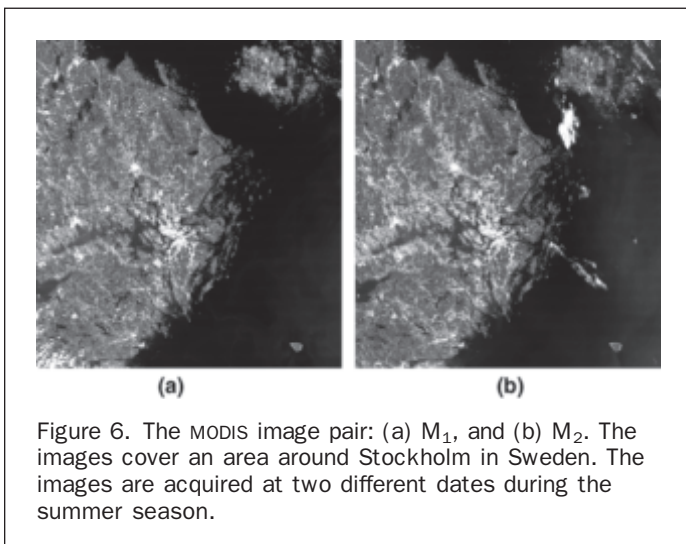 (a)
(b)
Figure 6. The MODIS image pair: (a) M₁, and (b) M₂. The
images cover an area around Stockholm in Sweden. The
images are acquired at two different dates during the
summer season.